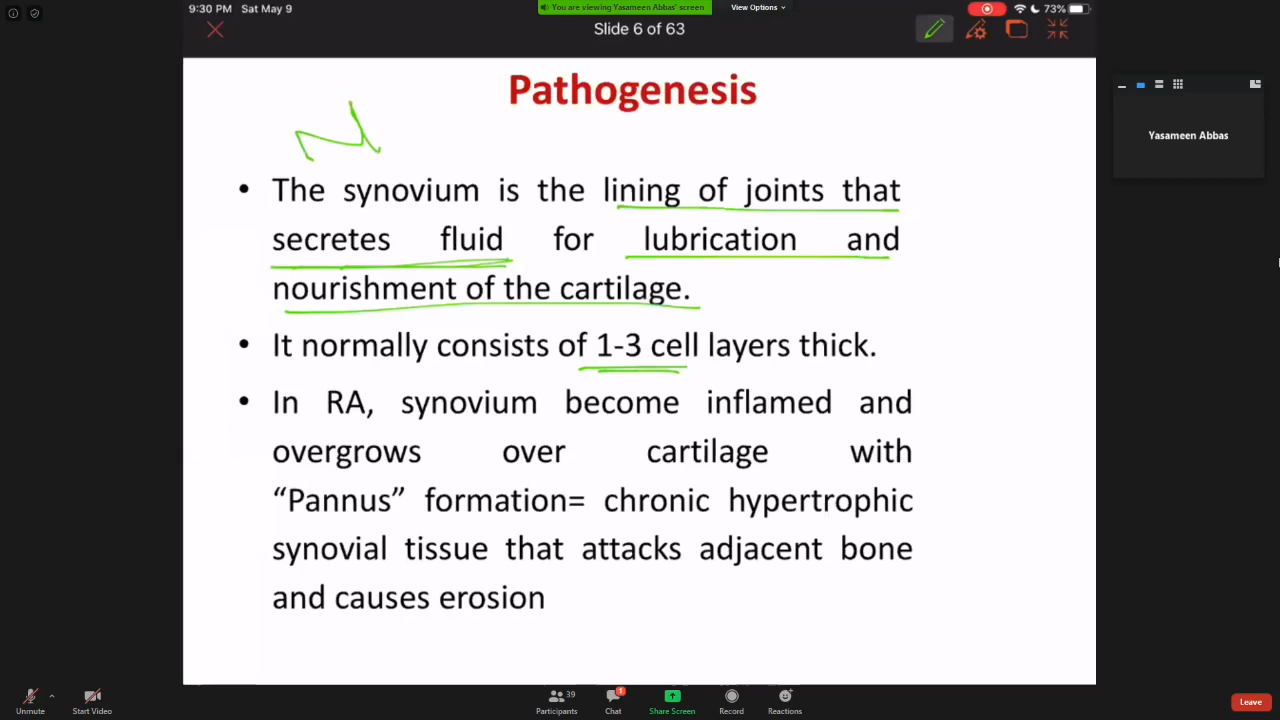 9:30 PM Sat May 9
You are viewing Yasameen Abbas' screen
View Options
73%
Slide 6 of 63
Pathogenesis
N
• The synovium is the lining of joints that
secretes fluid for lubrication and
nourishment of the cartilage.
• It normally consists of 1-3 cell layers thick.
• In RA, synovium become inflamed and
overgrows over cartilage with
“Pannus” formation= chronic hypertrophic
synovial tissue that attacks adjacent bone
and causes erosion
Yasameen Abbas
Unmute
Start Video
39
Participants
1
Chat
Share Screen
Record
Reactions
Leave